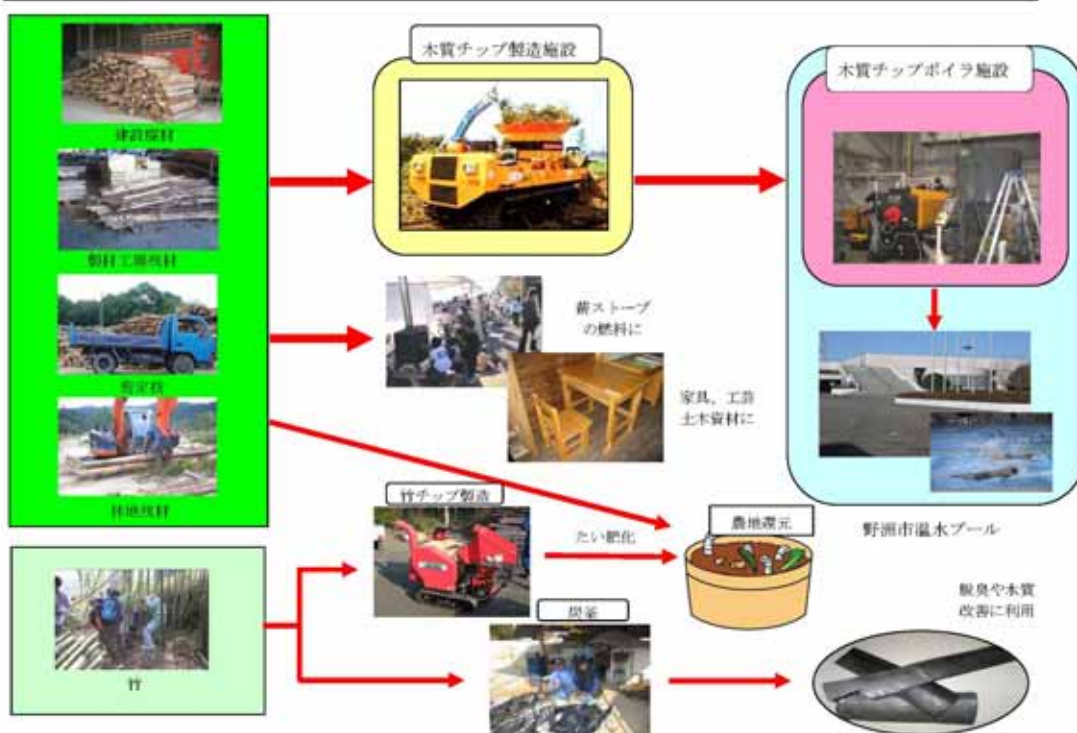 木質チップ製造施設
木質チップボイラ施設
建設廃材
製材工場残材
剪定枝
林地残材
薪ストーブ
の燃料に
家具、工芸
土木資材に
竹チップ製造
たい肥化
農地還元
野洲市温水プール
竹
炭釜
脱臭や水質
改善に利用